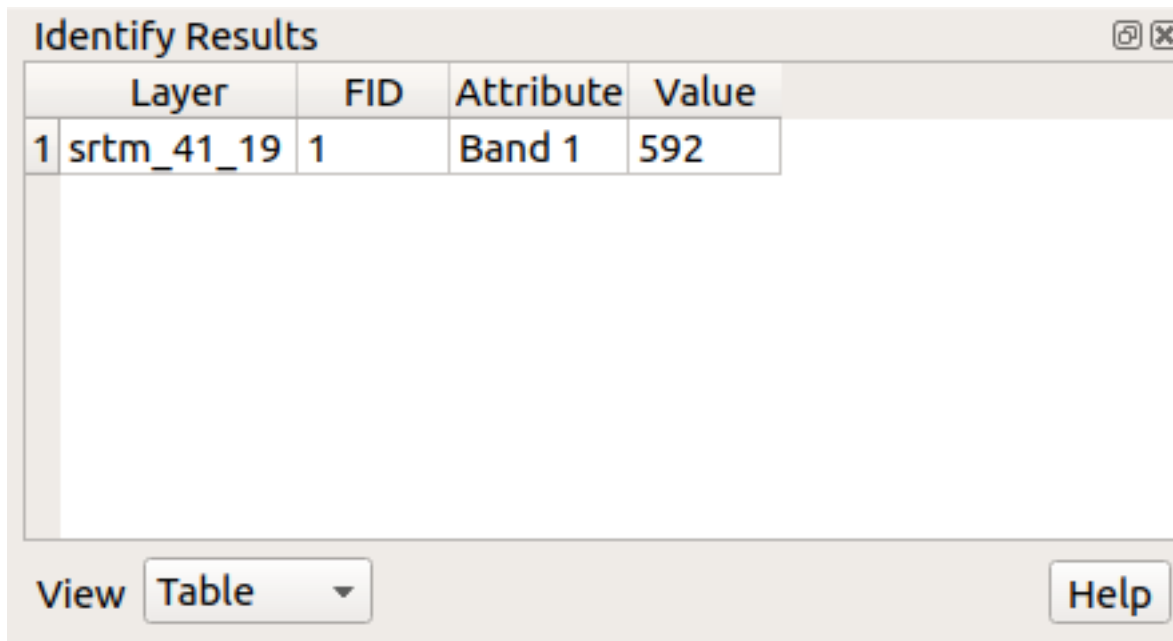 Identify Results
Layer FID Attribute Value
1 srtm_41_19 1 Band 1 592
View Table Help